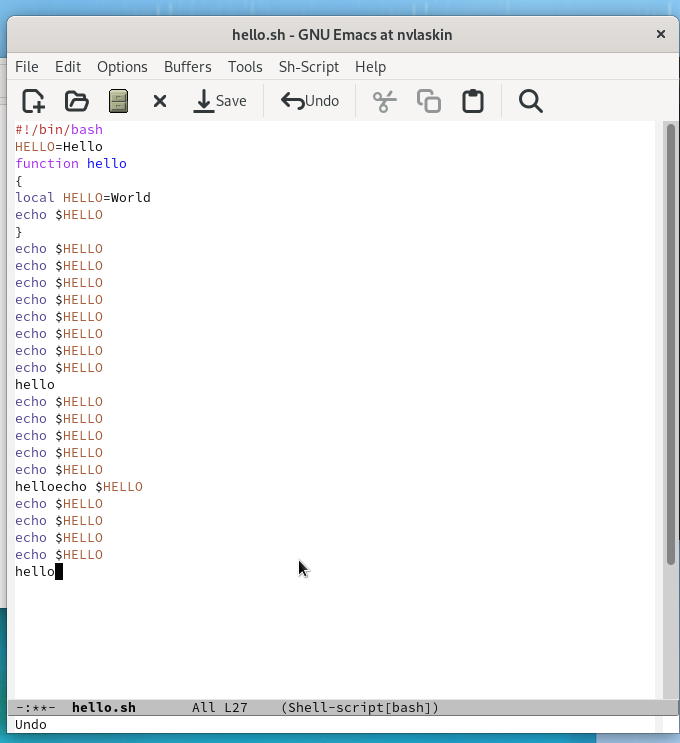 hello.sh - GNU Emacs at nvlaskin ×
File Edit Options Buffers Tools Sh-Script Help
Save Undo
#!/bin/bash
HELLO=Hello
function hello
{
local HELLO=World
echo $HELLO
}
echo $HELLO
echo $HELLO
echo $HELLO
echo $HELLO
echo $HELLO
echo $HELLO
echo $HELLO
echo $HELLO
hello
echo $HELLO
echo $HELLO
echo $HELLO
echo $HELLO
echo $HELLO
helloecho $HELLO
echo $HELLO
echo $HELLO
echo $HELLO
echo $HELLO
hello
-:**- hello.sh All L27 (Shell-script[bash])
Undo